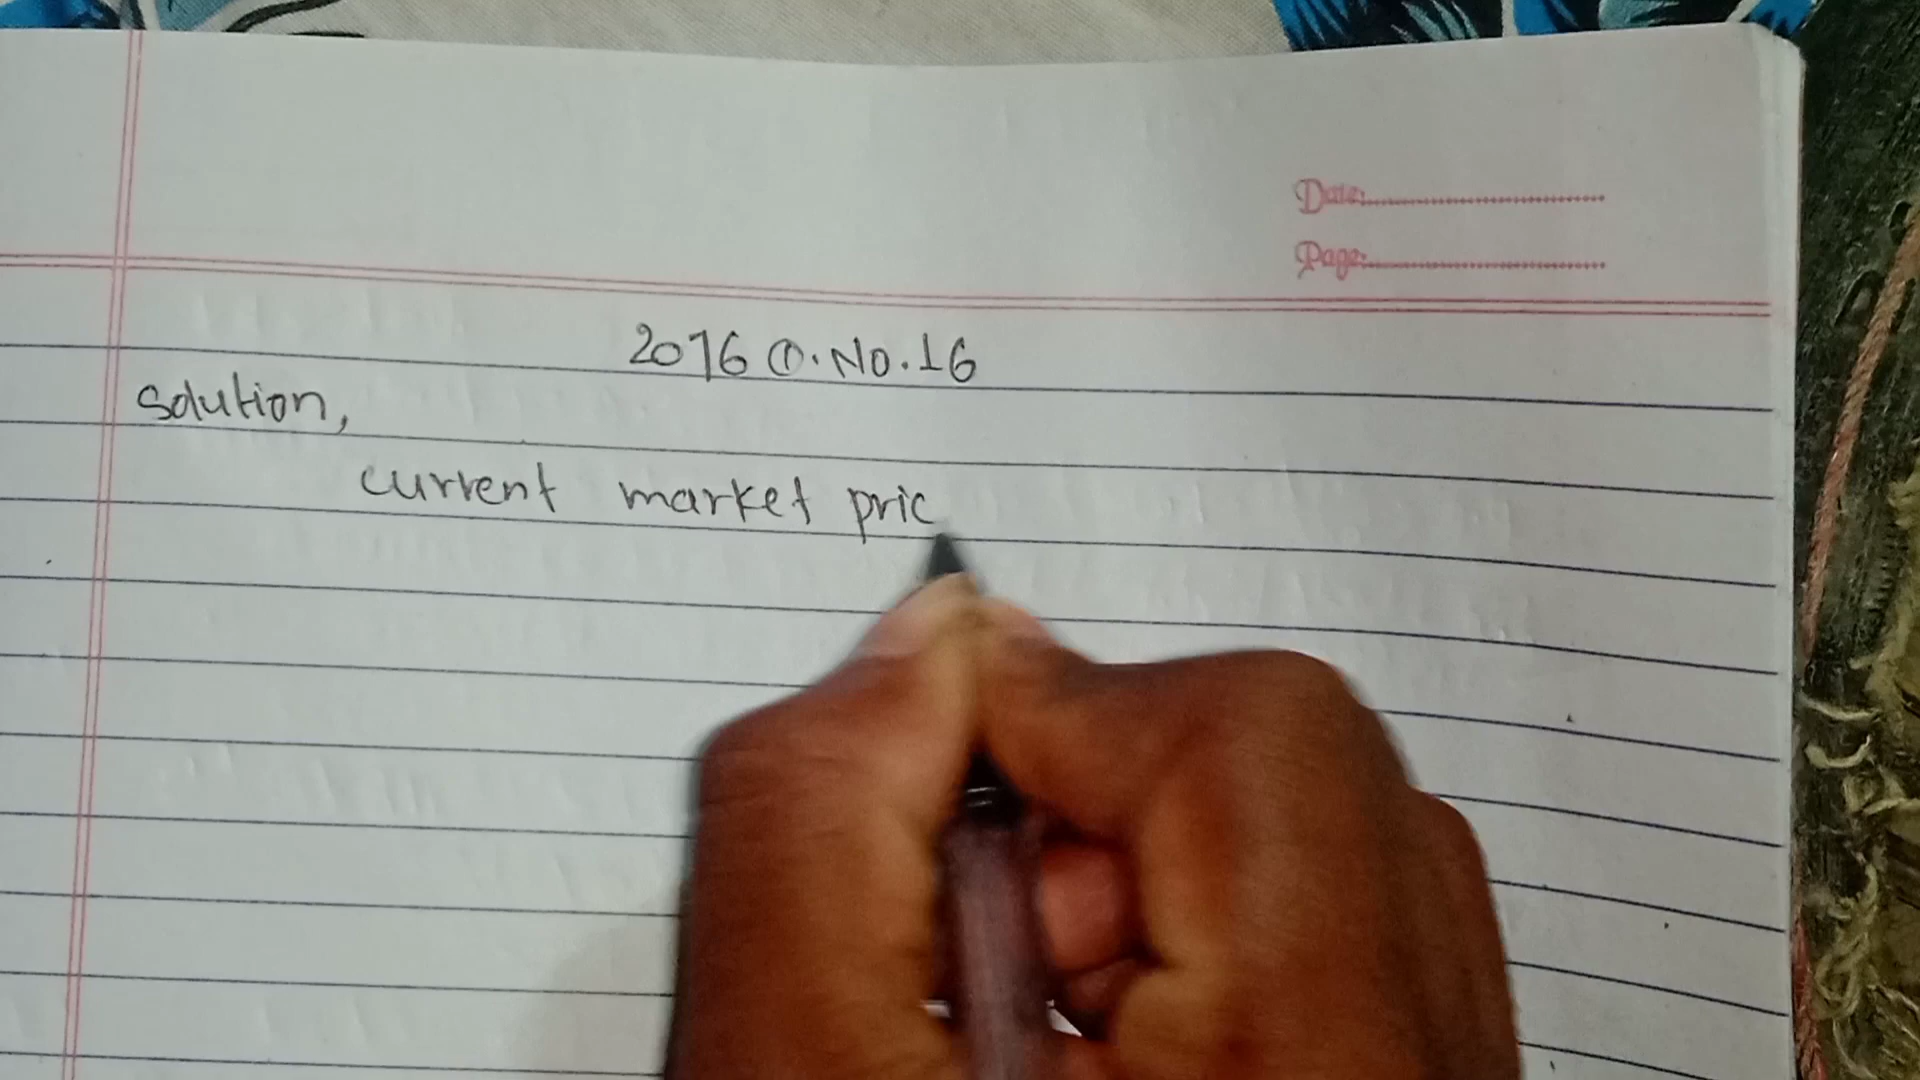 Date:
Page:
2076 Q.No.16
Solution,
current market pric